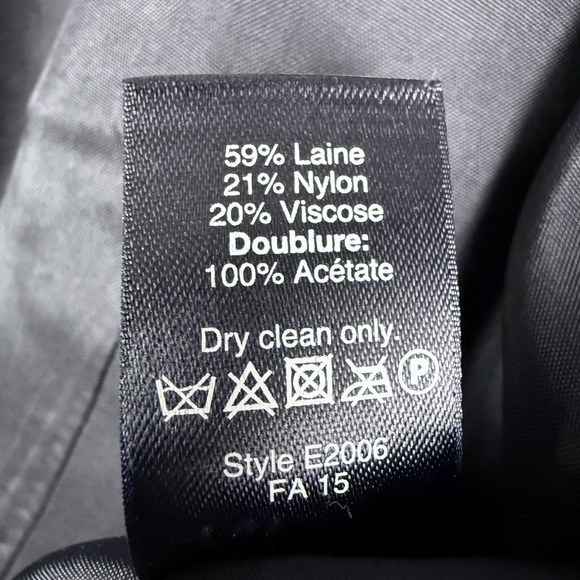 59% Laine
21% Nylon
20% Viscose
Doublure:
100% Acétate
Dry clean only.
P
Style E2006
FA 15